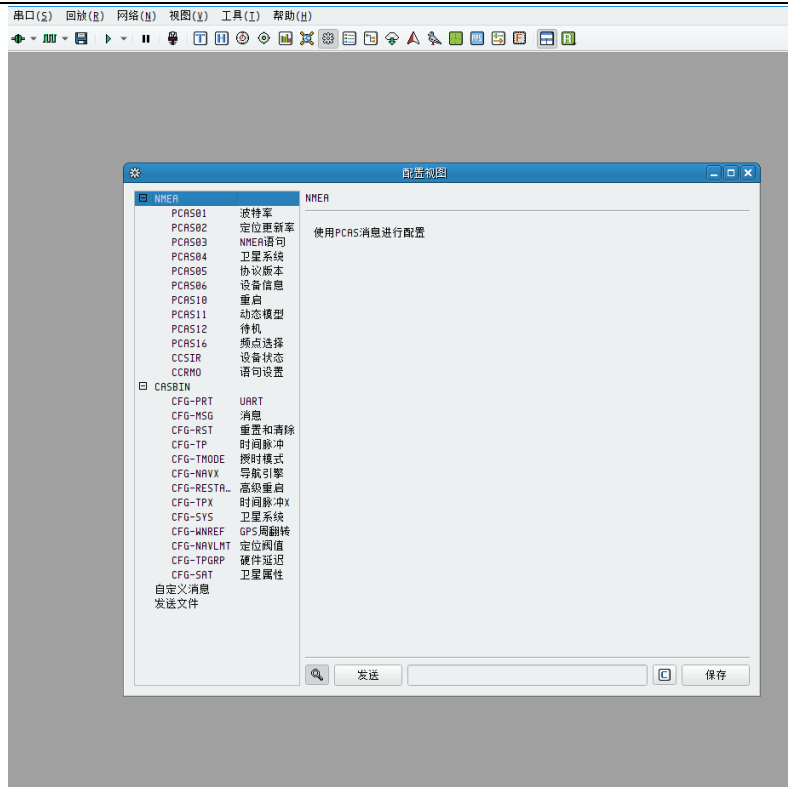 串口(S) 回放(R) 网络(N) 视图(V) 工具(I) 帮助(H)
配置视图
NMEA
PCAS01 波特率
PCAS02 定位更新率
PCAS03 NMEA语句
PCAS04 卫星系统
PCAS05 协议版本
PCAS06 设备信息
PCAS10 重启
PCAS11 动态模型
PCAS12 待机
PCAS16 频点选择
CCSIR 设备状态
CCRMO 语句设置
CASBIN
CFG-PRT UART
CFG-MSG 消息
CFG-RST 重置和清除
CFG-TP 时间脉冲
CFG-TMODE 授时模式
CFG-NAVX 导航引擎
CFG-RESTA… 高级重启
CFG-TPX 时间脉冲X
CFG-SYS 卫星系统
CFG-WNREF GPS周翻转
CFG-NAVLMT 定位阀值
CFG-TPGRP 硬件延迟
CFG-SAT 卫星属性
自定义消息
发送文件
NMEA
使用PCAS消息进行配置
发送
C
保存